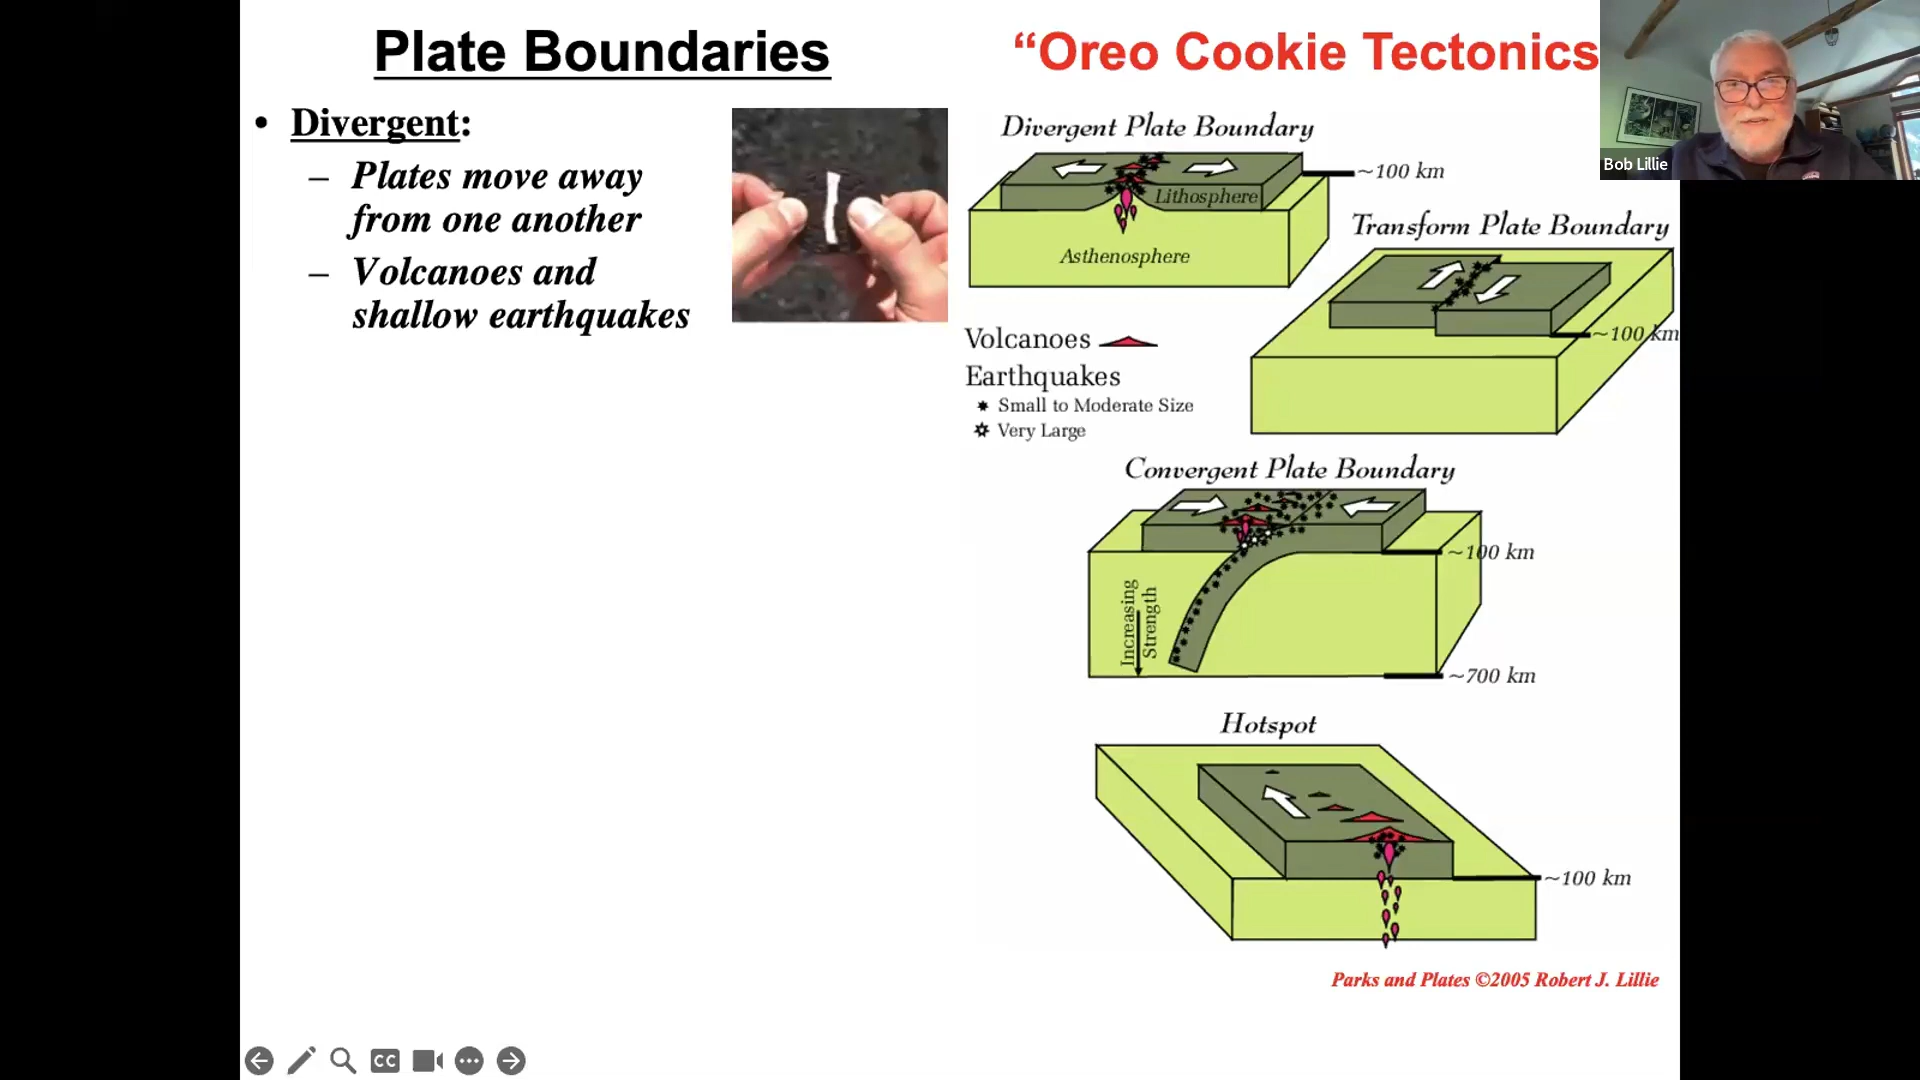 Plate Boundaries
“Oreo Cookie Tectonics
Bob Lillie
• Divergent:
– Plates move away
from one another
– Volcanoes and
shallow earthquakes
Divergent Plate Boundary
~100 km
Lithosphere
Asthenosphere
Transform Plate Boundary
~100 km
Volcanoes
Earthquakes
Small to Moderate Size
Very Large
Convergent Plate Boundary
~100 km
Increasing
Strength
~700 km
Hotspot
~100 km
Parks and Plates ©2005 Robert J. Lillie
CC